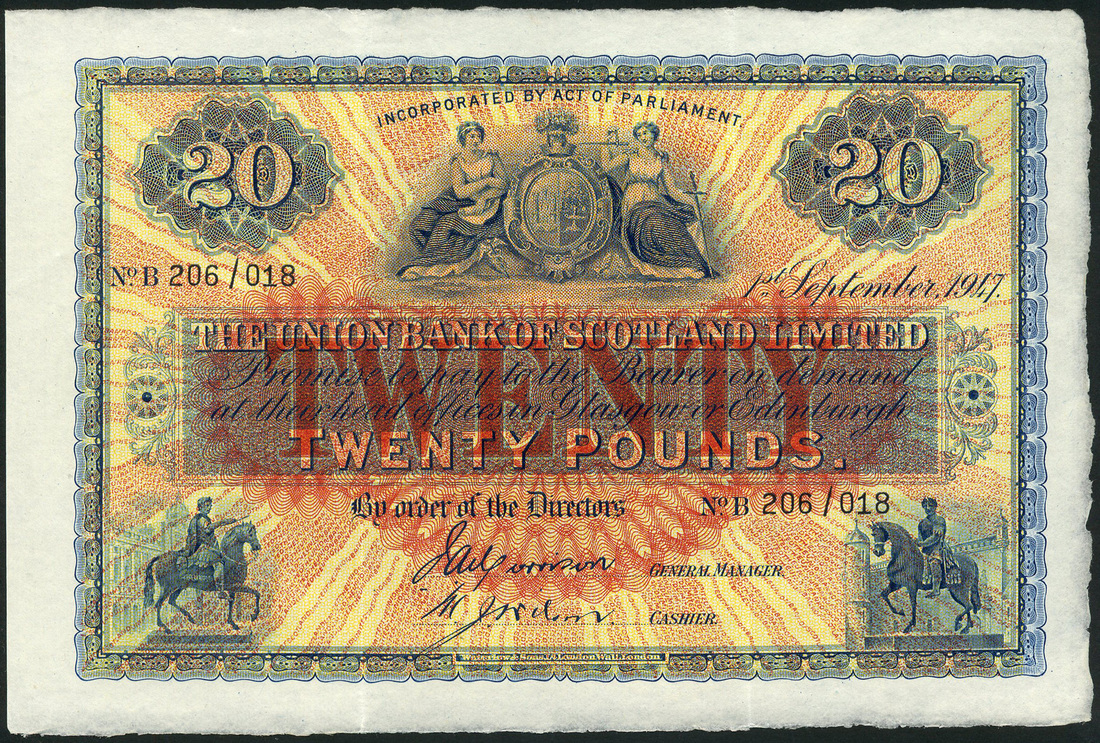 INCORPORATED BY ACT OF PARLIAMENT.
20
20
No. B 206/018
1st September, 1947
THE UNION BANK OF SCOTLAND LIMITED
TWENTY
Promise to pay to the Bearer on demand
at their head offices in Glasgow or Edinburgh
TWENTY POUNDS.
By order of the Directors
No. B 206/018
GENERAL MANAGER
CASHIER.